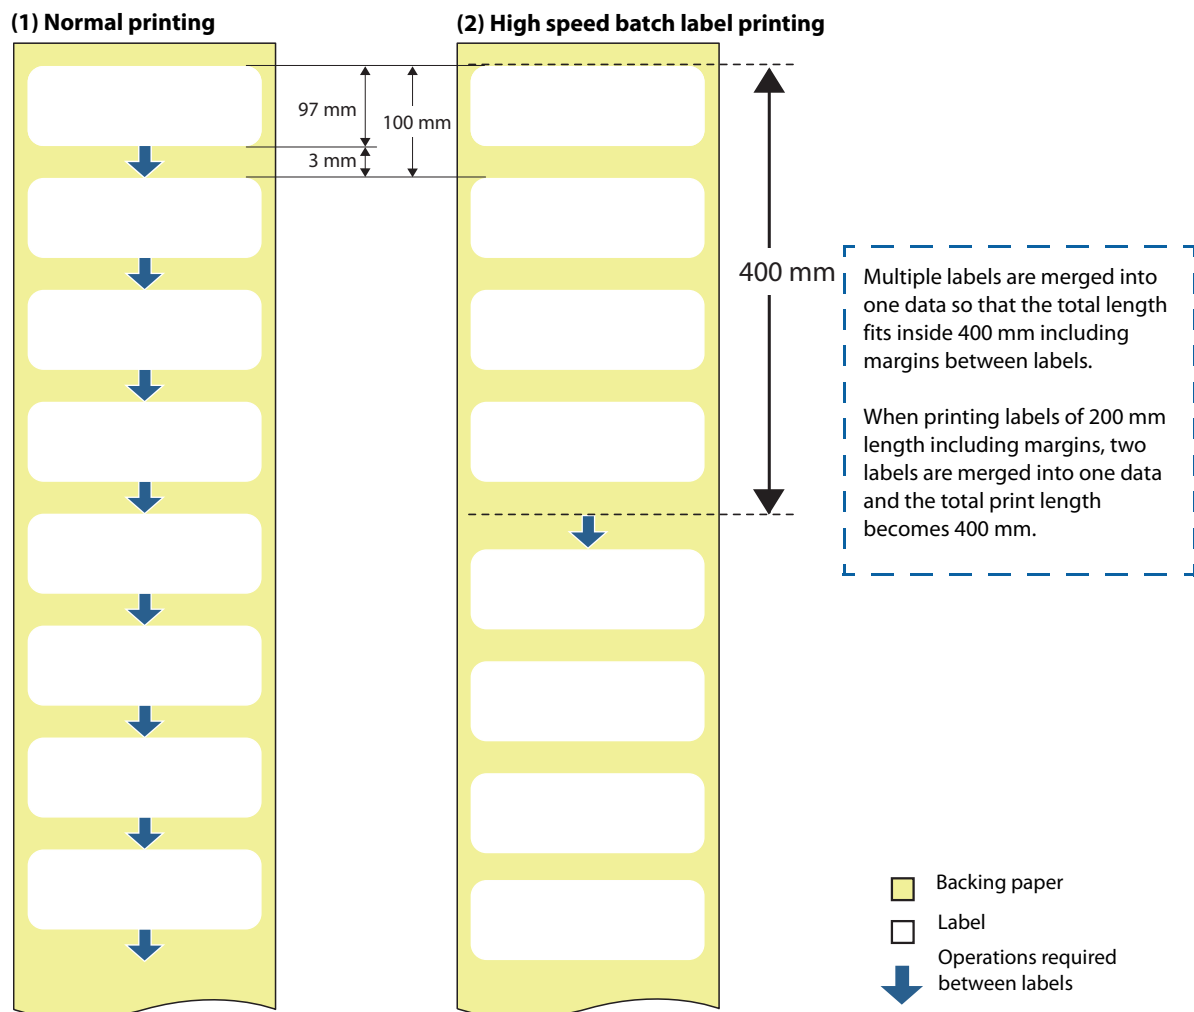 (1) Normal printing
(2) High speed batch label printing
97 mm
100 mm
3 mm
400 mm
Multiple labels are merged into
one data so that the total length
fits inside 400 mm including
margins between labels.
When printing labels of 200 mm
length including margins, two
labels are merged into one data
and the total print length
becomes 400 mm.
Backing paper
Label
Operations required
between labels